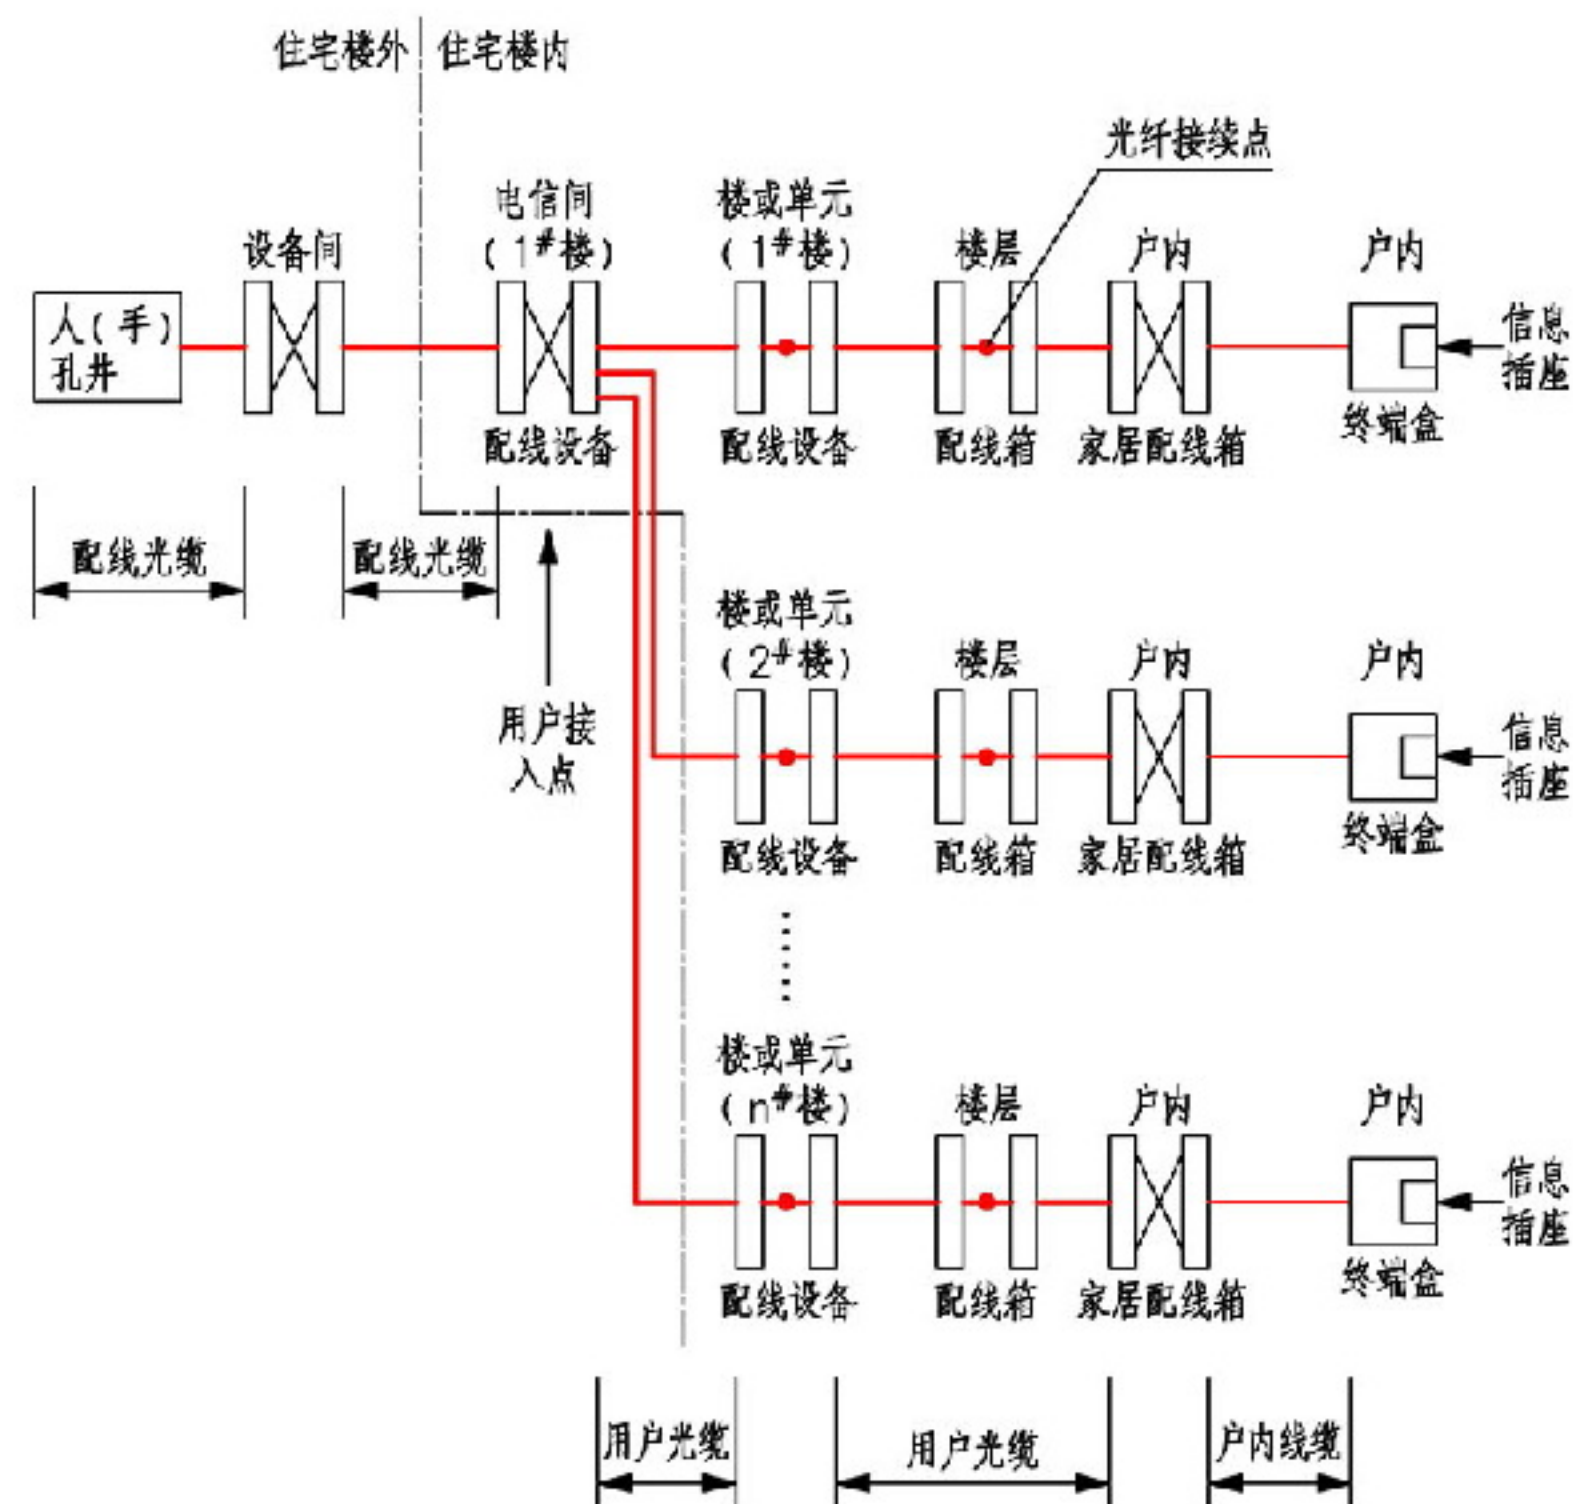 住宅楼外
住宅楼内
光纤接续点
设备间
电信间
(1#楼)
楼或单元
(1#楼)
楼层
户内
户内
人(手)
孔井
信息
插座
配线设备
配线设备
配线箱
家居配线箱
终端盒
配线光缆
配线光缆
用户接
入点
楼或单元
(2#楼)
楼层
户内
户内
信息
插座
配线设备
配线箱
家居配线箱
终端盒
楼或单元
(n#楼)
楼层
户内
户内
信息
插座
配线设备
配线箱
家居配线箱
终端盒
用户光缆
用户光缆
户内线缆